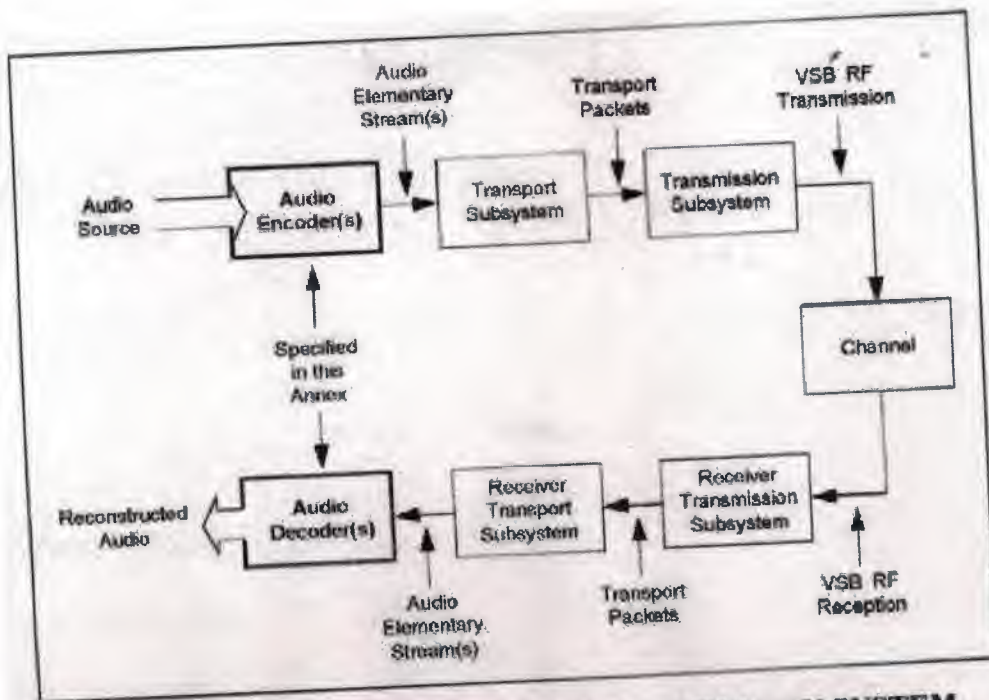 Audio
Elementary
Stream(s)
Transport
Packets
VSB RF
Transmission
Audio
Source
Audio
Encoder(s)
Transport
Subsystem
Transmission
Subsystem
Specified
in this
Annex
Channel
Reconstructed
Audio
Audio
Decoder(s)
Receiver
Transport
Subsystem
Receiver
Transmission
Subsystem
Audio
Elementary
Stream(s)
Transport
Packets
VSB RF
Reception